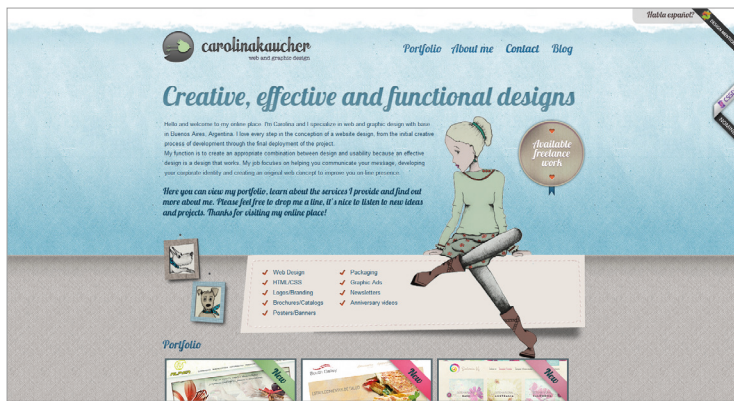 Habla español?
carolinakaucher
web and graphic design
Portfolio About me Contact Blog
Creative, effective and functional designs
Hello and welcome to my online place. I'm Carolina and I specialize in web and graphic design with base
in Buenos Aires, Argentina. I love every step in the conception of a website design, from the initial creative
process of development through the final deployment of the project.
My function is to create an appropriate combination between design and usability because an effective
design is a design that works. My job focuses on helping you communicate your message, developing
your corporate identity and creating an original web concept to improve you on-line presence.
Here you can view my portfolio, learn about the services I provide and find out
more about me. Please feel free to drop me a line, it's nice to listen to new ideas
and projects. Thanks for visiting my online place!
Available
freelance
work
Web Design
HTML/CSS
Logos/Branding
Brochures/Catalogs
Posters/Banners
Packaging
Graphic Ads
Newsletters
Anniversary videos
Portfolio
New
New
New